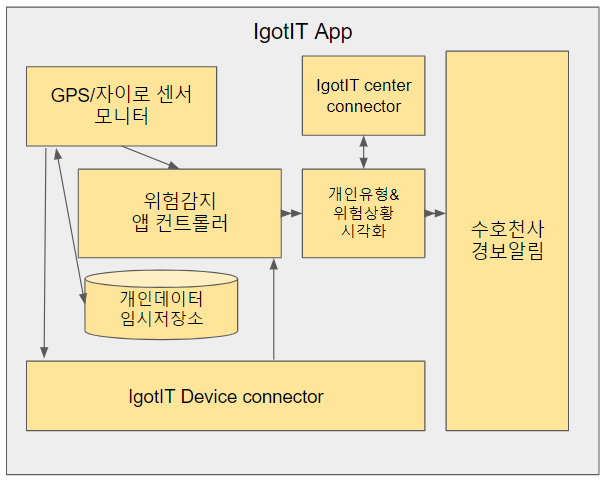 IgotIT App
GPS/자이로 센서
모니터
IgotIT center
connector
위험감지
앱 컨트롤러
개인유형&
위험상황
시각화
수호천사
경보알림
개인데이터
임시저장소
IgotIT Device connector